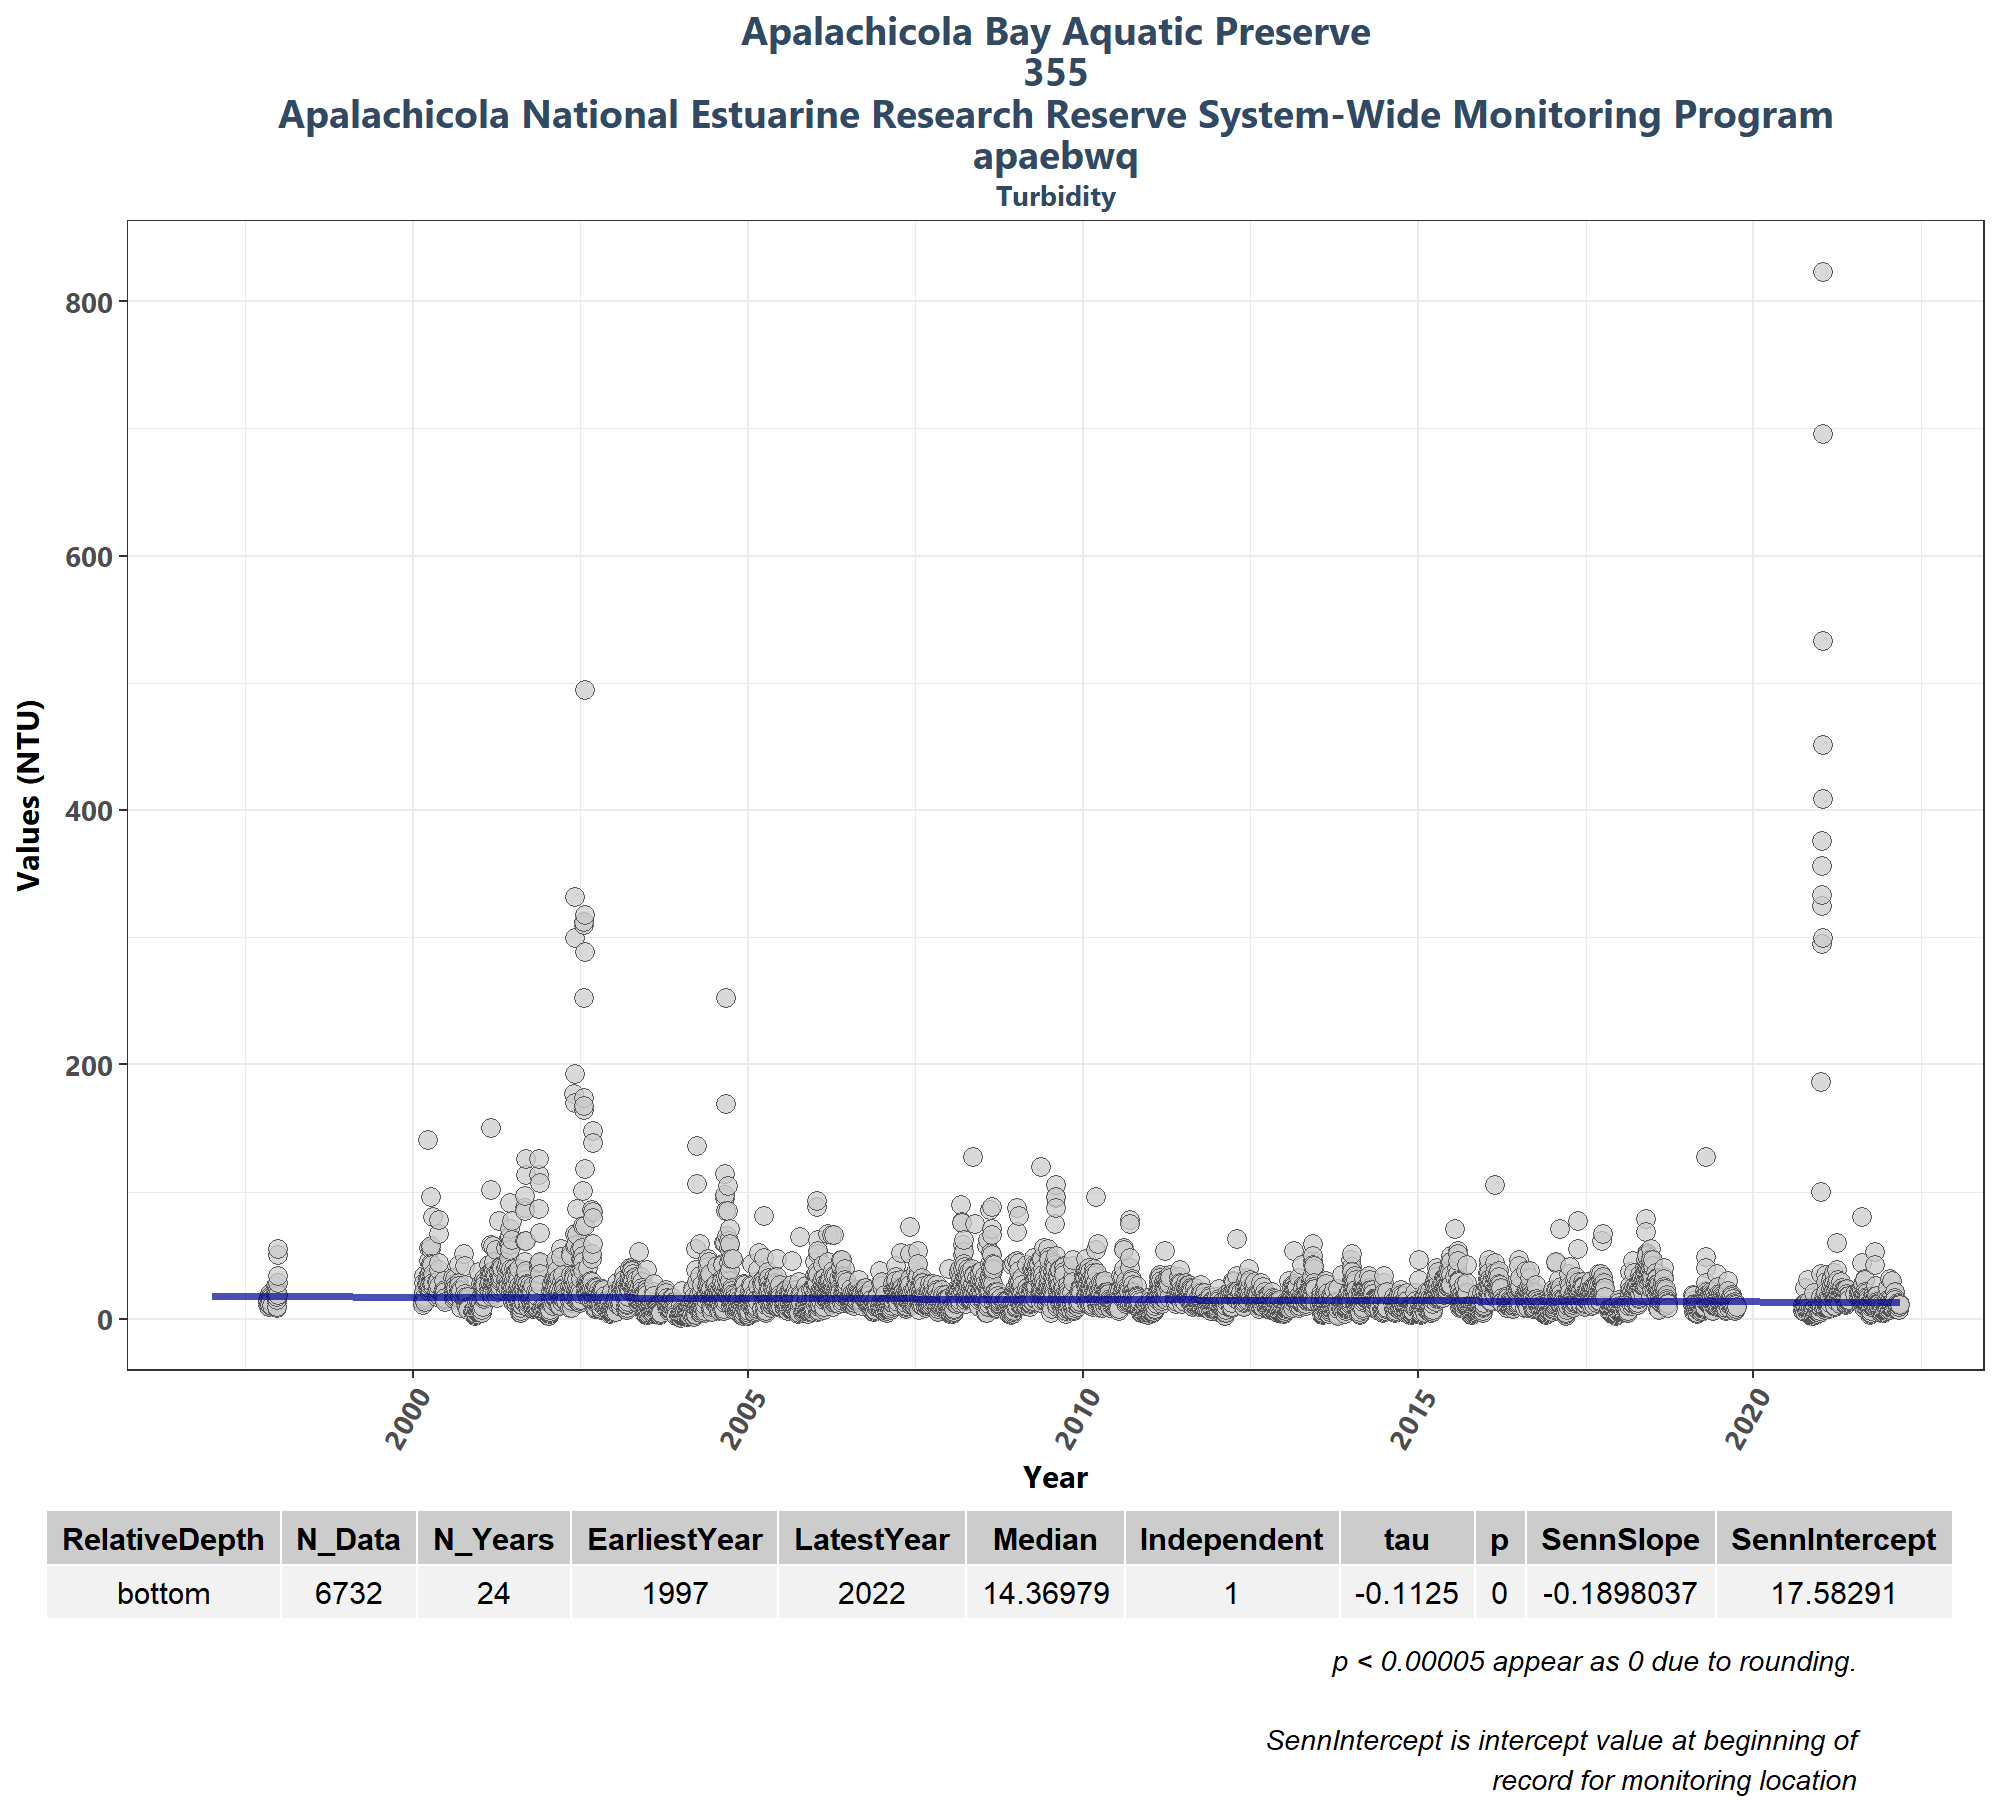 Apalachicola Bay Aquatic Preserve
355
Apalachicola National Estuarine Research Reserve System-Wide Monitoring Program
apaebwq
Turbidity
Values (NTU)
800
600
400
200
0
2000 2005 2010 2015 2020
Year
RelativeDepth N_Data N_Years EarliestYear LatestYear Median Independent tau p SennSlope SennIntercept
bottom 6732 24 1997 2022 14.36979 1 -0.1125 0 -0.1898037 17.58291
p < 0.00005 appear as 0 due to rounding.
SennIntercept is intercept value at beginning of
record for monitoring location